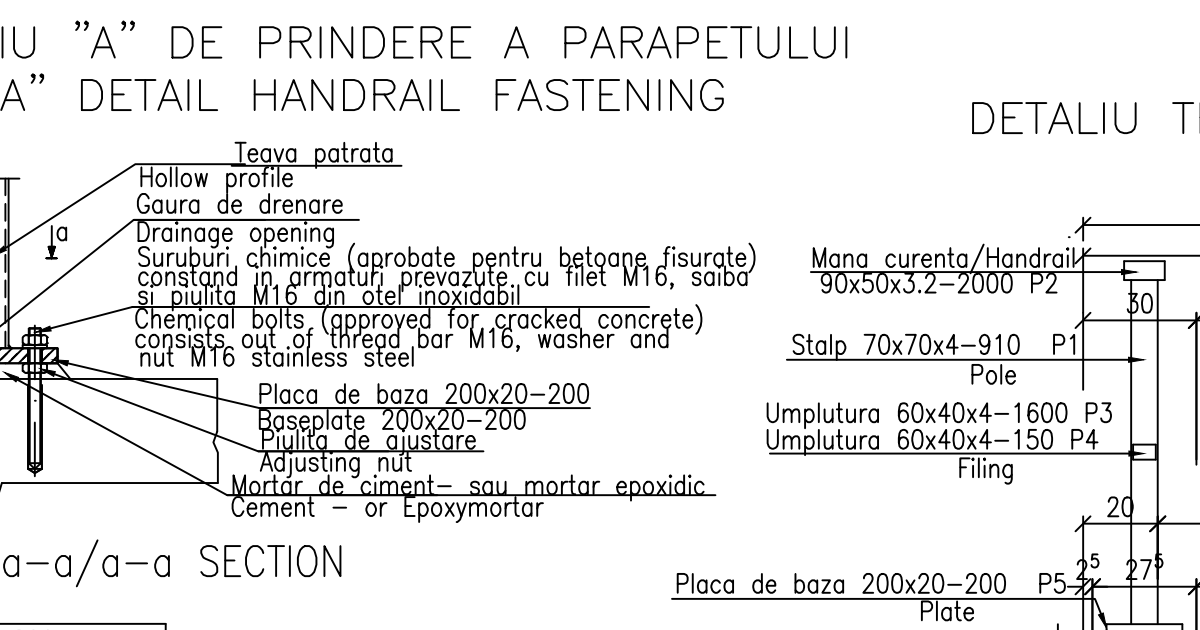 IU "A" DE PRINDERE A PARAPETULUI
A" DETAIL HANDRAIL FASTENING
Teava patrata
Hollow profile
Gaura de drenare
Drainage opening
Suruburi chimice (aprobate pentru betoane fisurate)
constand in armaturi prevazute cu filet M16, saiba
si piulita M16 din otel inoxidabil
Chemical bolts (approved for cracked concrete)
consists out of thread bar M16, washer and
nut M16 stainless steel
a
Placa de baza 200x20-200
Baseplate 200x20-200
Piulita de ajustare
Adjusting nut
Mortar de ciment- sau mortar epoxidic
Cement - or Epoxymortar
a-a/a-a SECTION
DETALIU
Mana curenta/Handrail
90x50x3.2-2000 P2
30
Stalp 70x70x4-910 P1
Pole
Umplutura 60x40x4-1600 P3
Umplutura 60x40x4-150 P4
Filing
20
2⁵ 27⁵
Placa de baza 200x20-200 P5
Plate